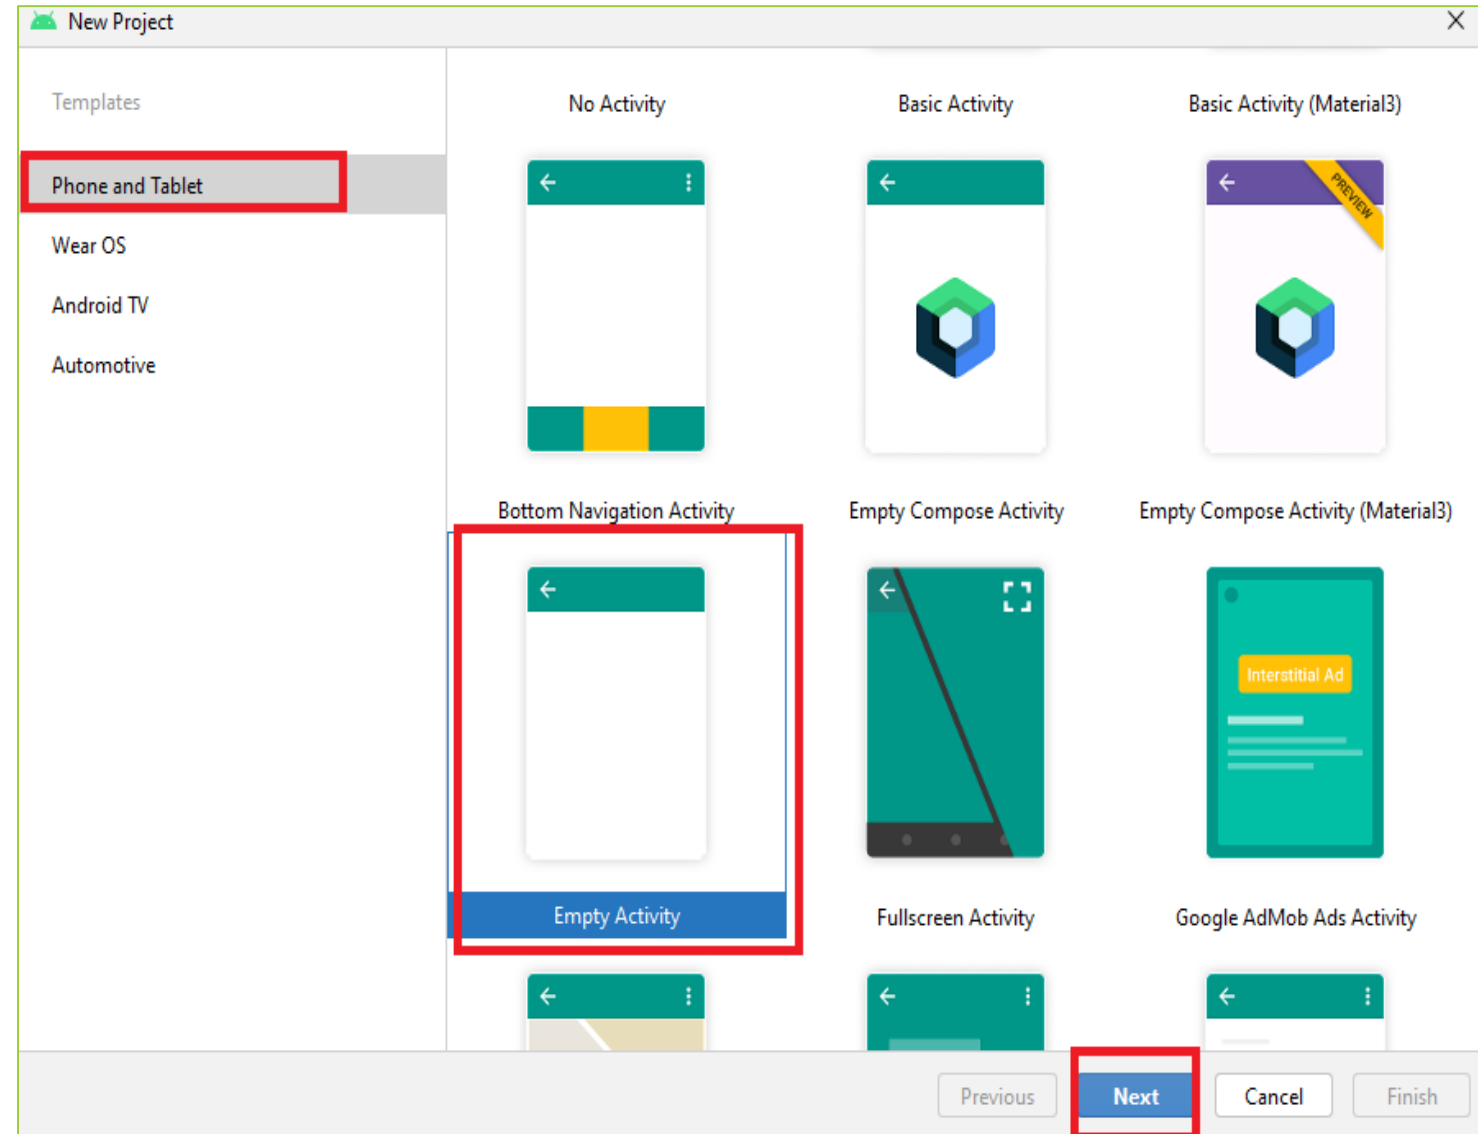 New Project
Templates
Phone and Tablet
Wear OS
Android TV
Automotive
No Activity
Basic Activity
Basic Activity (Material3)
PREVIEW
Bottom Navigation Activity
Empty Compose Activity
Empty Compose Activity (Material3)
Interstitial Ad
Empty Activity
Fullscreen Activity
Google AdMob Ads Activity
Previous
Next
Cancel
Finish